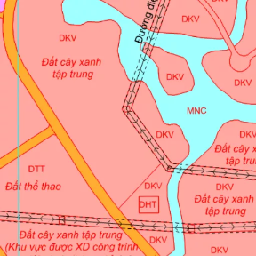 DKV
DKV
Đường đi
Đất cây xanh
tập trung
DKV
DKV
MNC
DKV
DKV
Đất cây x
tập trun
DTT
Đất thể thao
DKV
DHT
DKV
Đất cây xanh
tập trung
Đất cây xanh tập trung
(Khu vực được XD công trình
DKV
DKV